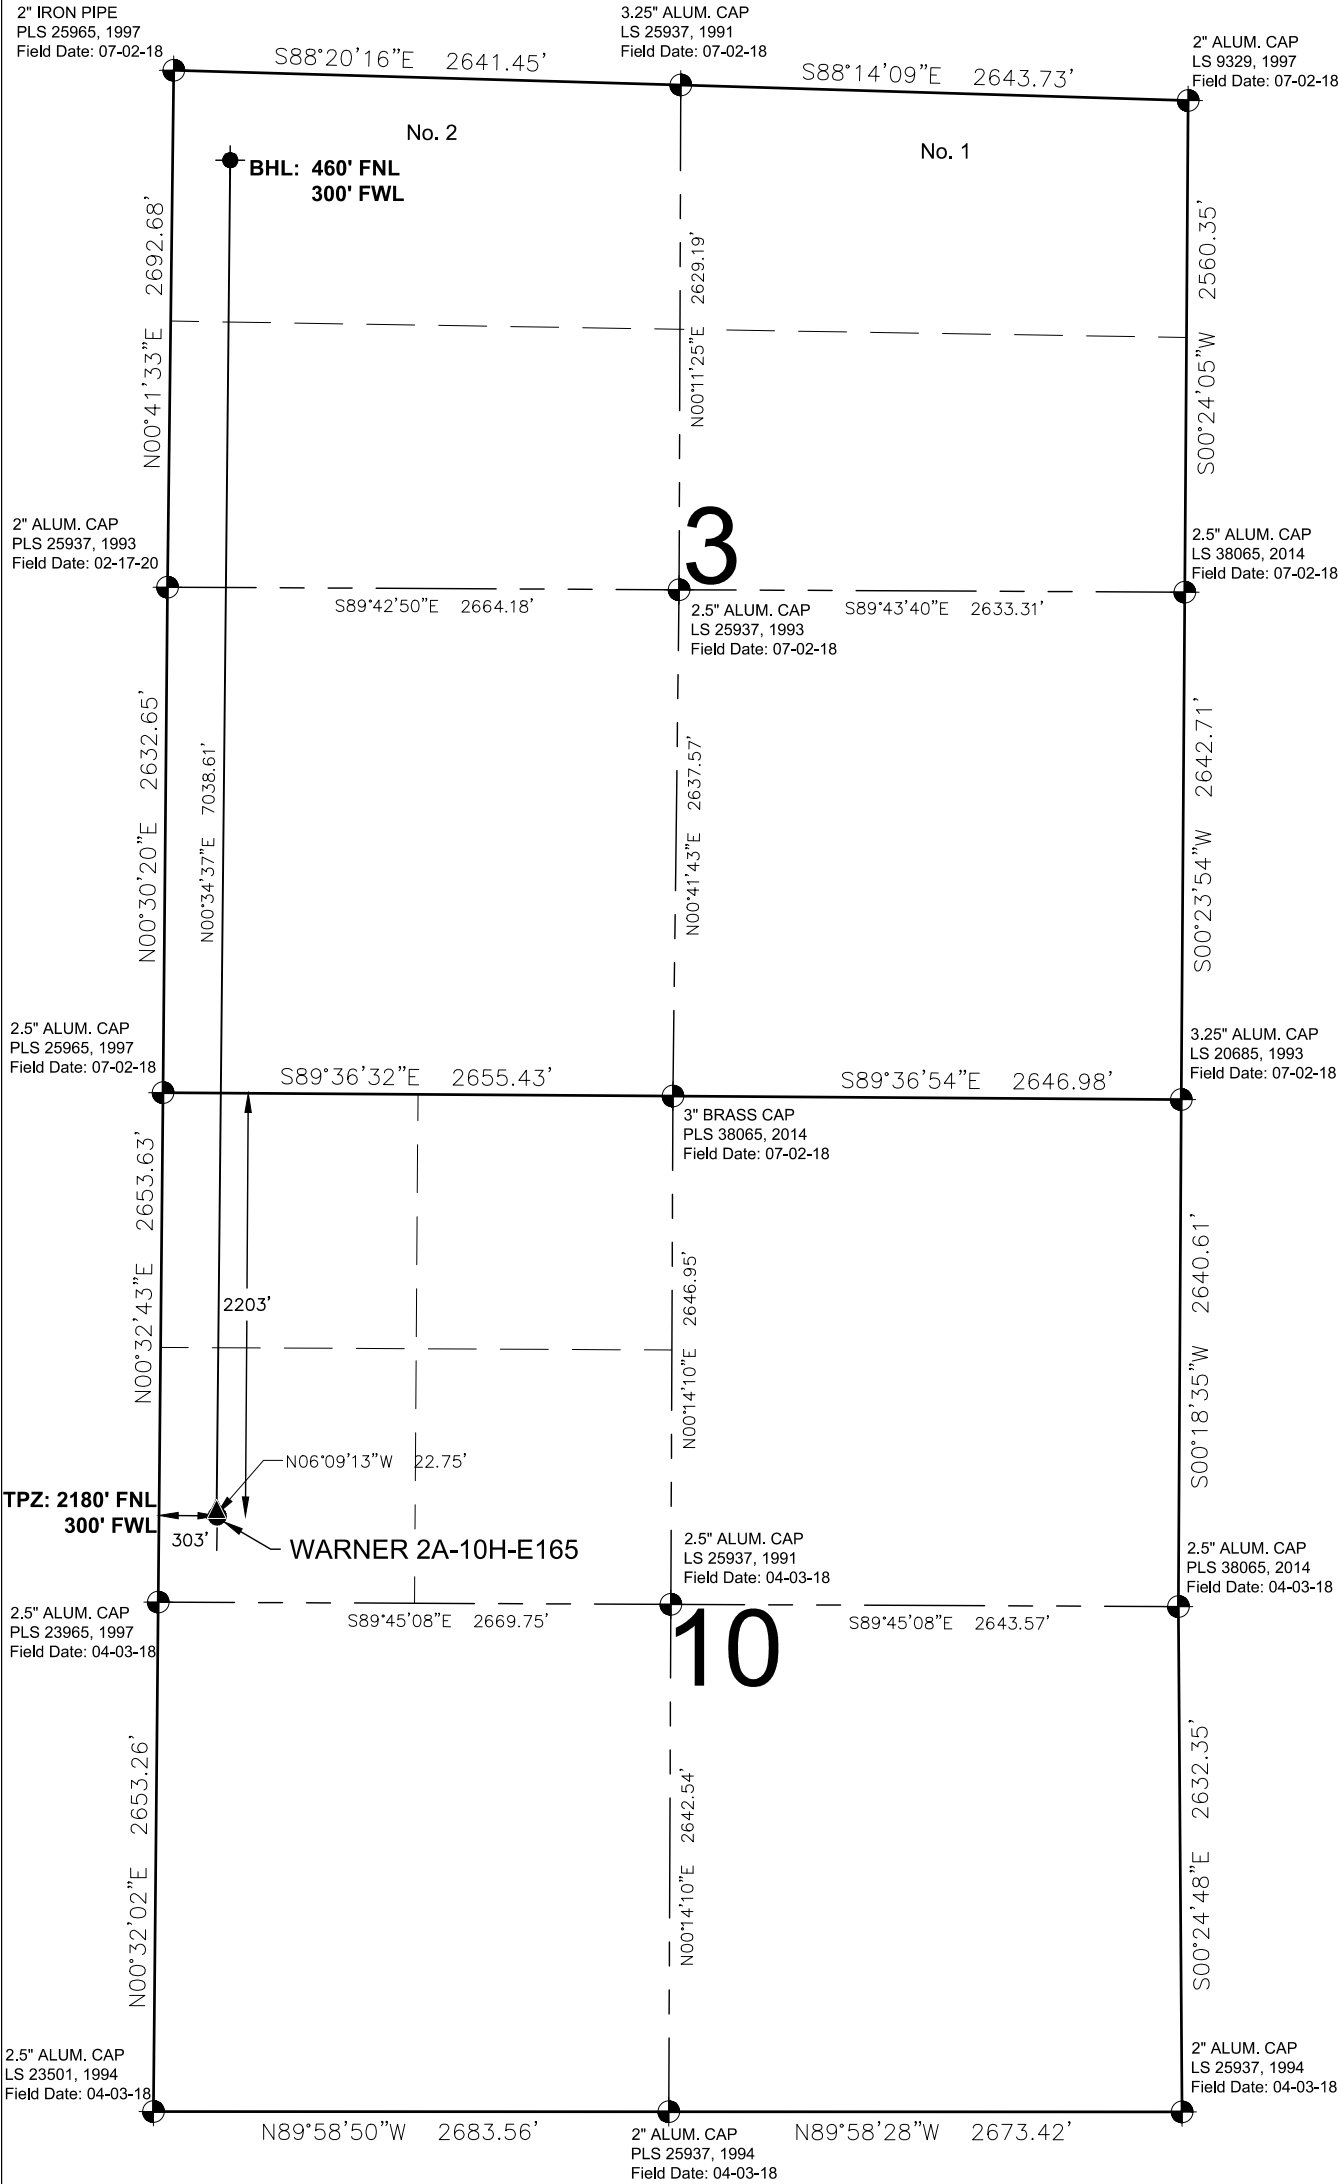 2" IRON PIPE
PLS 25965, 1997
Field Date: 07-02-18
S88°20'16"E 2641.45'
3.25" ALUM. CAP
LS 25937, 1991
Field Date: 07-02-18
S88°14'09"E 2643.73'
2" ALUM. CAP
LS 9329, 1997
Field Date: 07-02-18
No. 2
No. 1
BHL: 460' FNL
300' FWL
N00°41'33"E 2692.68'
N00°11'25"E 2629.19'
S00°24'05"W 2560.35'
3
2" ALUM. CAP
PLS 25937, 1993
Field Date: 02-17-20
S89°42'50"E 2664.18'
2.5" ALUM. CAP
LS 25937, 1993
Field Date: 07-02-18
S89°43'40"E 2633.31'
2.5" ALUM. CAP
LS 38065, 2014
Field Date: 07-02-18
N00°30'20"E 2632.65'
N00°34'37"E 7038.61'
N00°41'43"E 2637.57'
S00°23'54"W 2642.71'
2.5" ALUM. CAP
PLS 25965, 1997
Field Date: 07-02-18
S89°36'32"E 2655.43'
3" BRASS CAP
PLS 38065, 2014
Field Date: 07-02-18
S89°36'54"E 2646.98'
3.25" ALUM. CAP
LS 20685, 1993
Field Date: 07-02-18
N00°32'43"E 2653.63'
2203'
N00°14'10"E 2646.95'
S00°18'35"W 2640.61'
N06°09'13"W 22.75'
TPZ: 2180' FNL
300' FWL
303'
WARNER 2A-10H-E165
2.5" ALUM. CAP
PLS 23965, 1997
Field Date: 04-03-18
S89°45'08"E 2669.75'
2.5" ALUM. CAP
LS 25937, 1991
Field Date: 04-03-18
10
S89°45'08"E 2643.57'
2.5" ALUM. CAP
PLS 38065, 2014
Field Date: 04-03-18
N00°32'02"E 2653.26'
N00°14'10"E 2642.54'
S00°24'48"E 2632.35'
2.5" ALUM. CAP
LS 23501, 1994
Field Date: 04-03-18
N89°58'50"W 2683.56'
2" ALUM. CAP
PLS 25937, 1994
Field Date: 04-03-18
N89°58'28"W 2673.42'
2" ALUM. CAP
LS 25937, 1994
Field Date: 04-03-18